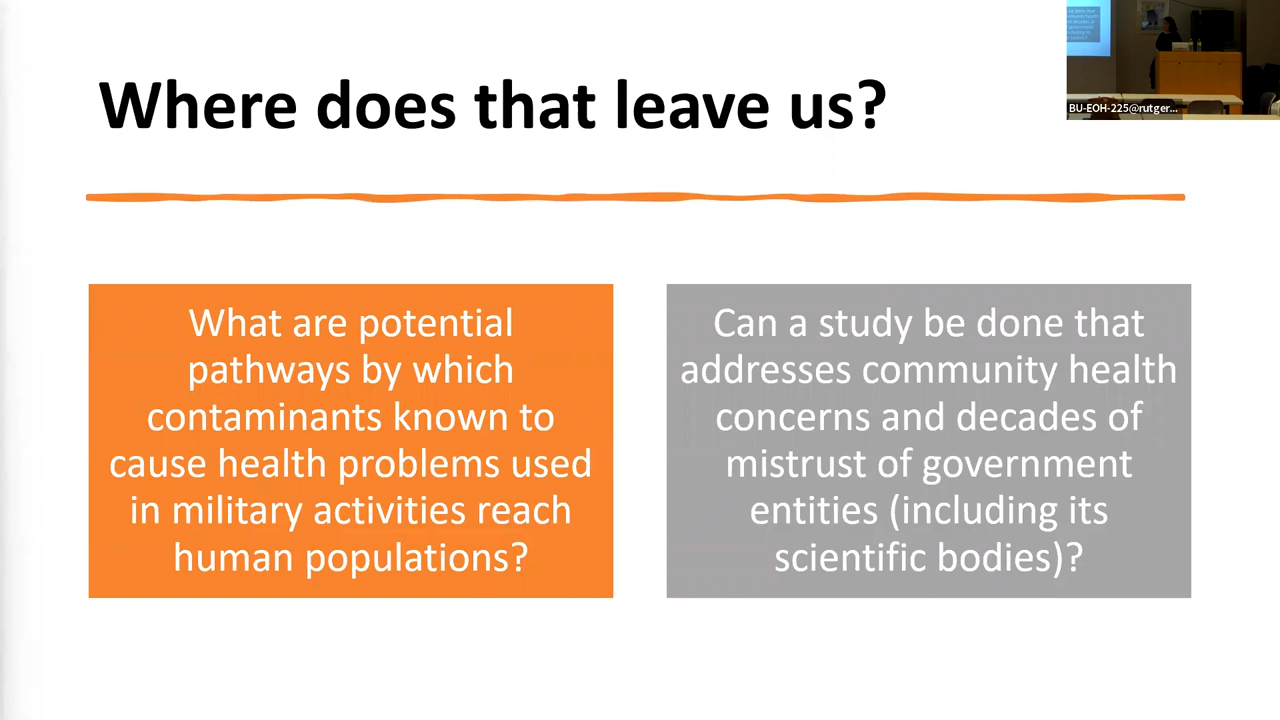 Where does that leave us?
BU-EOH-225@rutger...
What are potential
pathways by which
contaminants known to
cause health problems used
in military activities reach
human populations?
Can a study be done that
addresses community health
concerns and decades of
mistrust of government
entities (including its
scientific bodies)?